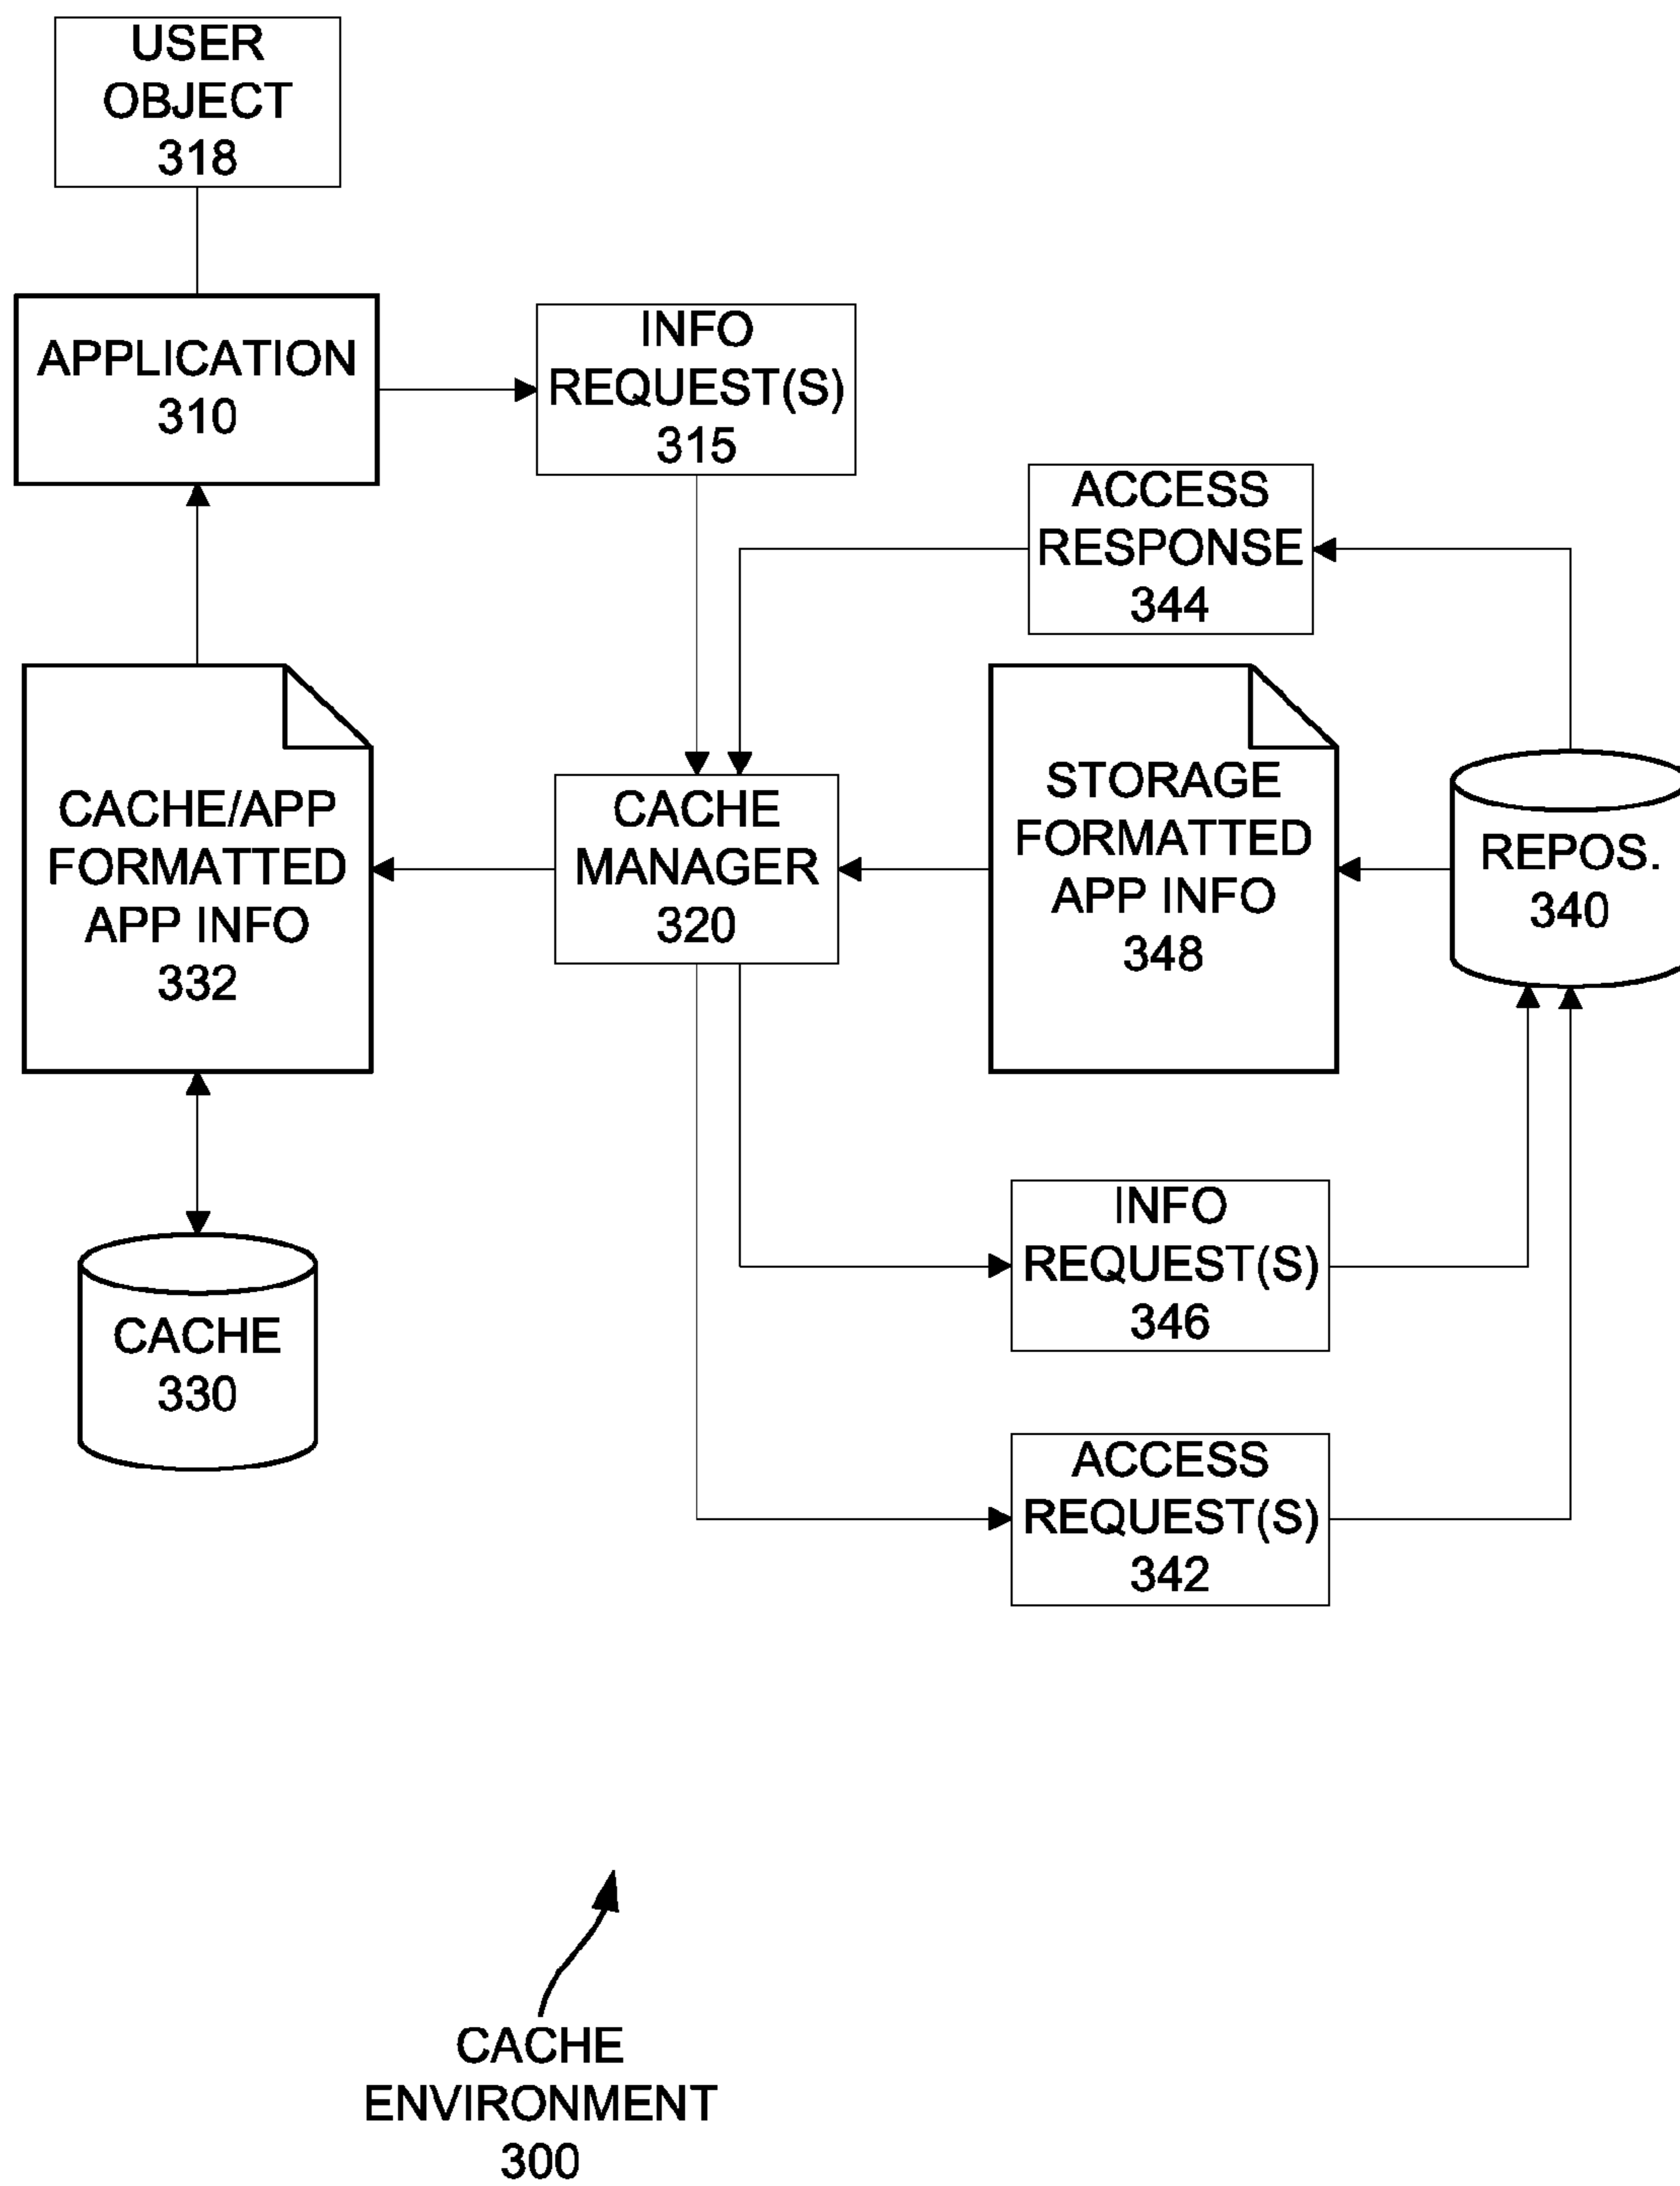 USER
OBJECT
318
APPLICATION
310
INFO
REQUEST(S)
315
ACCESS
RESPONSE
344
CACHE/APP
FORMATTED
APP INFO
332
CACHE
MANAGER
320
STORAGE
FORMATTED
APP INFO
348
REPOS.
340
INFO
REQUEST(S)
346
CACHE
330
ACCESS
REQUEST(S)
342
CACHE
ENVIRONMENT
300